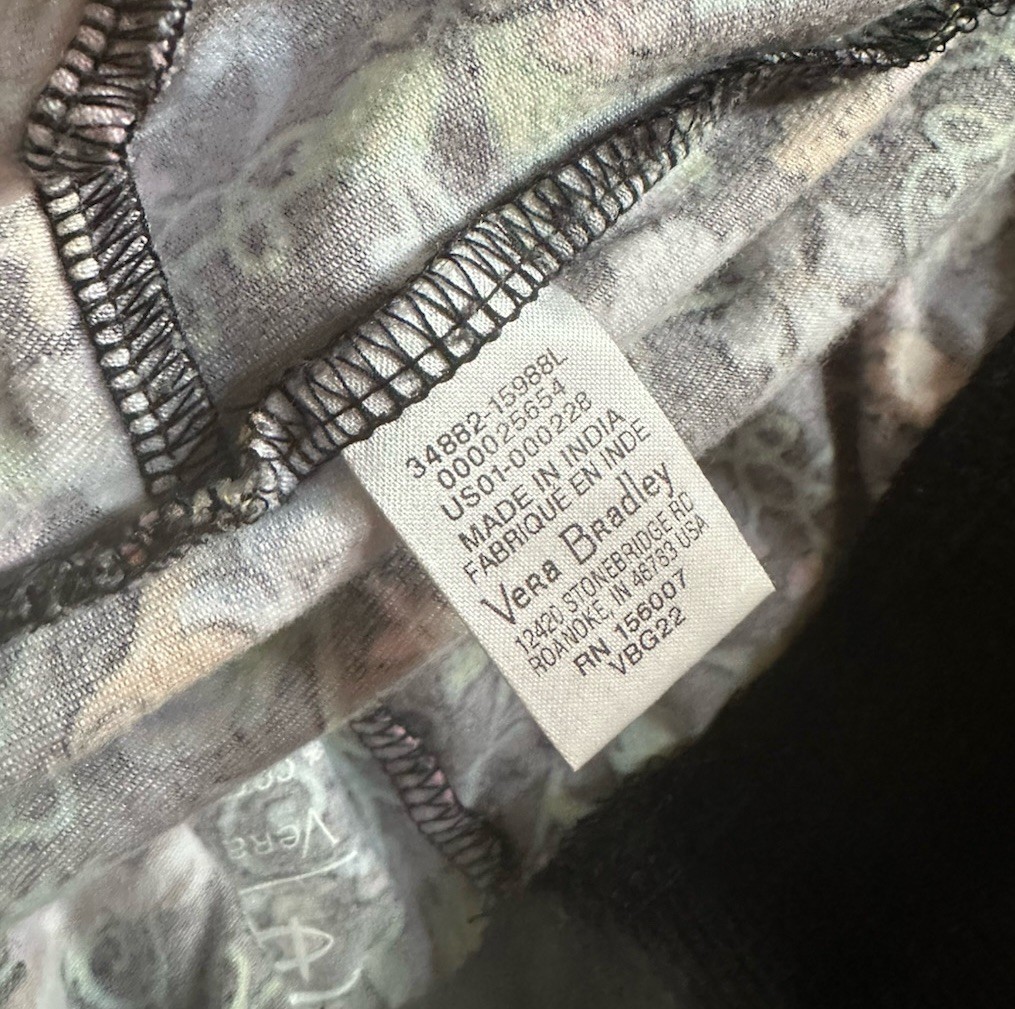 34882-15988L
000025654
US01-000228
MADE IN INDIA
FABRIQUE EN INDE
Vera Bradley
12420 STONEBRIDGE RD
ROANOKE, IN 46783 USA
RN 156007
VBG22
Vera